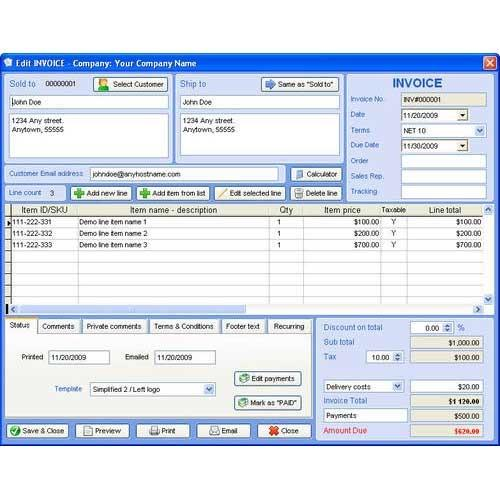 Edit INVOICE - Company: Your Company Name
Sold to 00000001 Select Customer
John Doe
1234 Any street.
Anytown, 55555
Ship to Same as "Sold to"
John Doe
1234 Any street.
Anytown, 55555
INVOICE
Invoice No. INV#000001
Date 11/20/2009
Terms NET 10
Due Date 11/30/2009
Order
Sales Rep.
Tracking
Customer Email address johndoe@anyhostname.com Calculator
Line count 3 Add new line Add item from list Edit selected line Delete line
Item ID/SKU Item name - description Qty Item price Taxable Line total
111-222-331 Demo line item name 1 1 $100.00 Y $100.00
111-222-332 Demo line item name 2 1 $200.00 Y $200.00
111-222-333 Demo line item name 3 1 $700.00 Y $700.00
Status Comments Private comments Terms & Conditions Footer text Recurring
Printed 11/20/2009 Emailed 11/20/2009
Template Simplified 2 / Left logo
Edit payments
Mark as "PAID"
Discount on total 0.00 %
Sub total $1,000.00
Tax 10.00 $100.00
Delivery costs $20.00
Invoice Total $1 120.00
Payments $500.00
Amount Due $620.00
Save & Close Preview Print Email Close